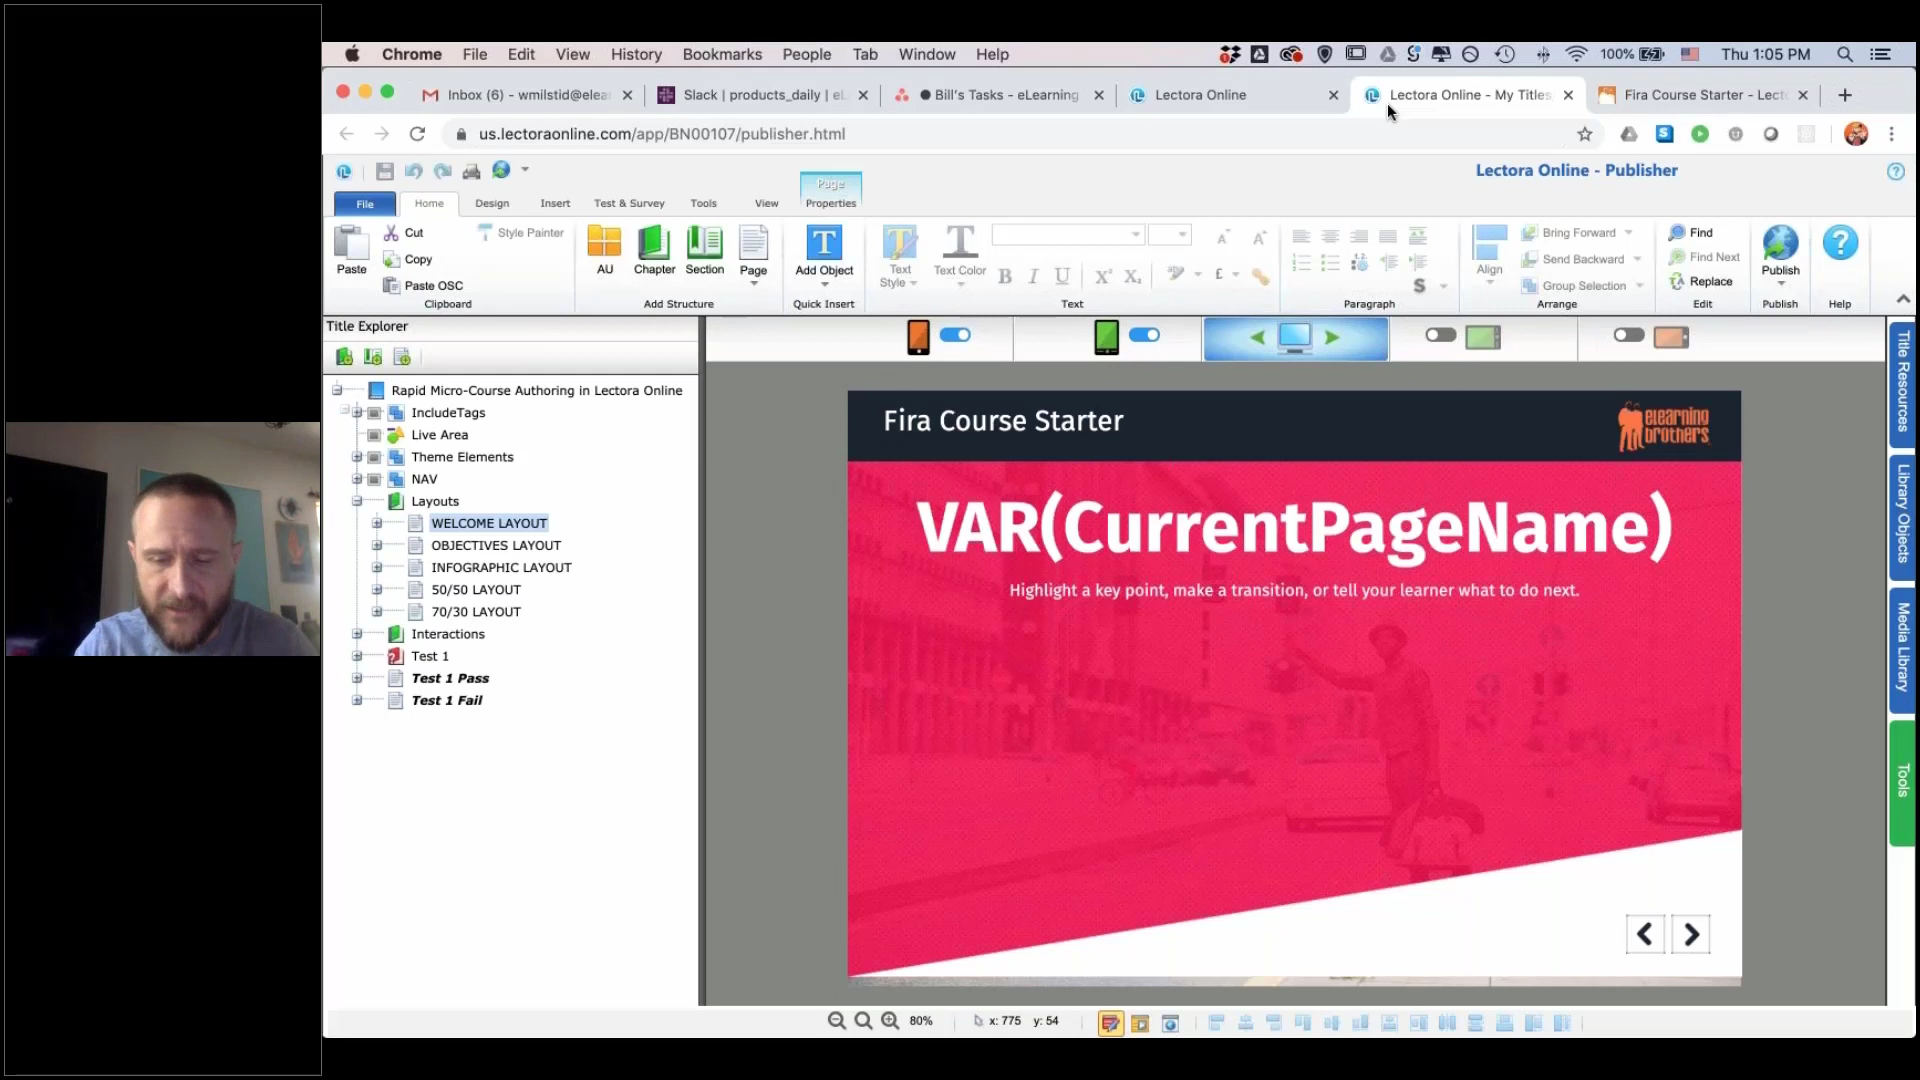 Chrome File Edit View History Bookmarks People Tab Window Help 100% Thu 1:05 PM
Inbox (6) - wmilstid@elea Slack | products_daily | eL Bill's Tasks - eLearning Lectora Online Lectora Online - My Titles Fira Course Starter - Lect
us.lectoraonline.com/app/BN00107/publisher.html
Lectora Online - Publisher
Page
File Home Design Insert Test & Survey Tools View Properties
Paste Cut Copy Paste OSC Style Painter
Clipboard
AU Chapter Section Page
Add Structure
Add Object
Quick Insert
Text Style Text Color B I U X² X₂
Text
Paragraph
Align Bring Forward Send Backward Group Selection
Arrange
Find Find Next Replace
Edit
Publish
Publish
Help
Title Explorer
Rapid Micro-Course Authoring in Lectora Online
IncludeTags
Live Area
Theme Elements
NAV
Layouts
WELCOME LAYOUT
OBJECTIVES LAYOUT
INFOGRAPHIC LAYOUT
50/50 LAYOUT
70/30 LAYOUT
Interactions
Test 1
Test 1 Pass
Test 1 Fail
Fira Course Starter
eLearning
brothers
VAR(CurrentPageName)
Highlight a key point, make a transition, or tell your learner what to do next.
Title Resources
Library Objects
Media Library
Tools
80% x: 775 y: 54